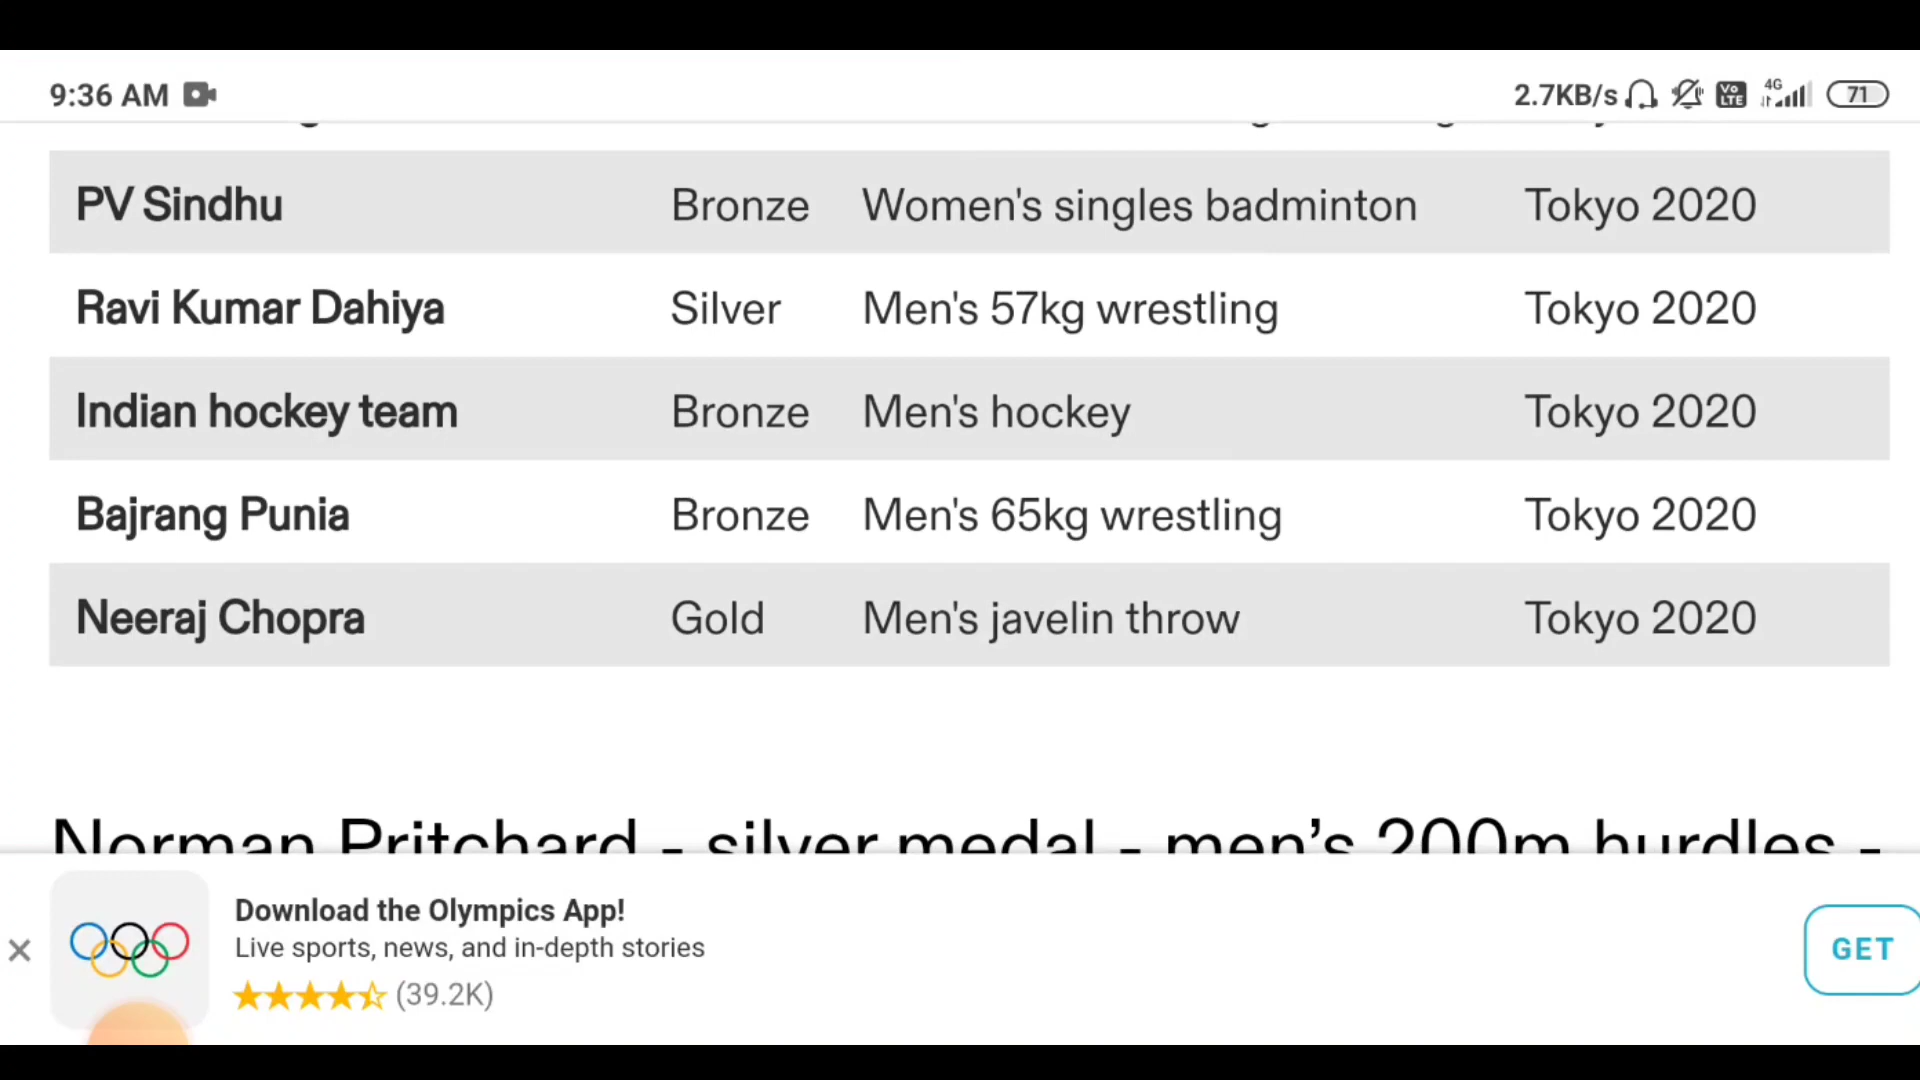 9:36 AM 2.7KB/s Vo LTE 4G 71
PV Sindhu Bronze Women's singles badminton Tokyo 2020
Ravi Kumar Dahiya Silver Men's 57kg wrestling Tokyo 2020
Indian hockey team Bronze Men's hockey Tokyo 2020
Bajrang Punia Bronze Men's 65kg wrestling Tokyo 2020
Neeraj Chopra Gold Men's javelin throw Tokyo 2020
Norman Pritchard - silver medal - men’s 200m hurdles -
Download the Olympics App!
Live sports, news, and in-depth stories
(39.2K)
GET